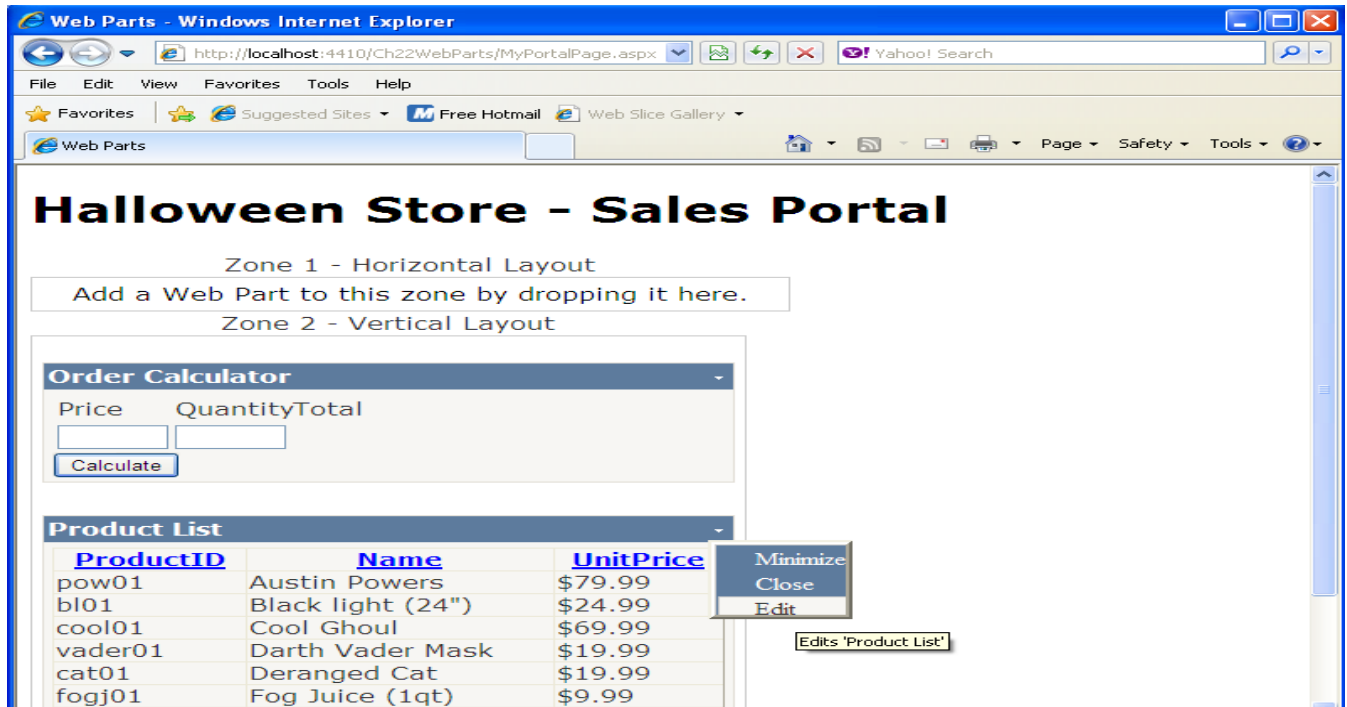 Web Parts - Windows Internet Explorer
http://localhost:4410/Ch22WebParts/MyPortalPage.aspx
Yahoo! Search
File Edit View Favorites Tools Help
Favorites Suggested Sites Free Hotmail Web Slice Gallery
Web Parts Page Safety Tools
Halloween Store - Sales Portal
Zone 1 - Horizontal Layout
Add a Web Part to this zone by dropping it here.
Zone 2 - Vertical Layout
Order Calculator
Price QuantityTotal
Calculate
Product List
ProductID Name UnitPrice
pow01 Austin Powers $79.99
bl01 Black light (24") $24.99
cool01 Cool Ghoul $69.99
vader01 Darth Vader Mask $19.99
cat01 Deranged Cat $19.99
fogj01 Fog Juice (1qt) $9.99
Minimize
Close
Edit
Edits 'Product List'